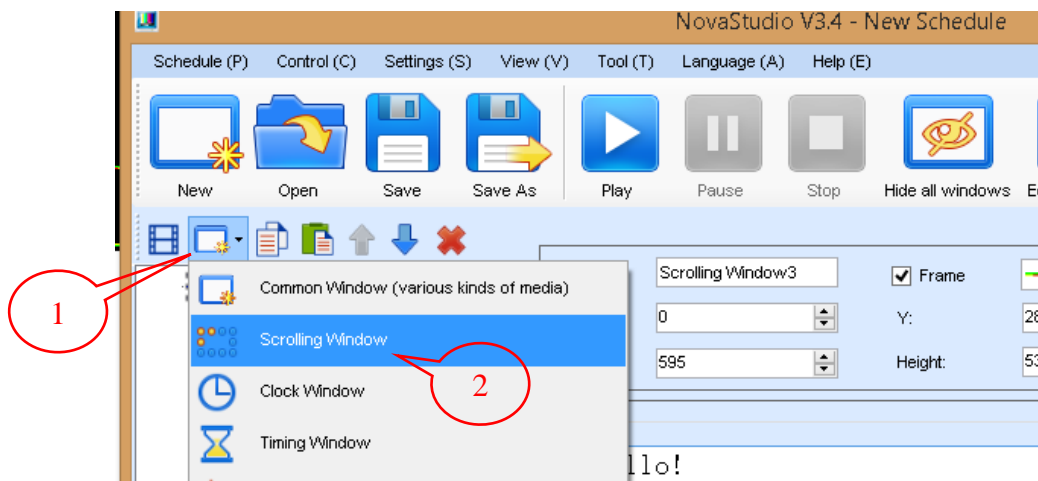 NovaStudio V3.4 - New Schedule
Schedule (P) Control (C) Settings (S) View (V) Tool (T) Language (A) Help (E)
New Open Save Save As Play Pause Stop Hide all windows
Scrolling Window3 Frame
Common Window (various kinds of media)
0 Y: 28
1
Scrolling Window
595 Height: 53
2
Clock Window
Timing Window
llo!